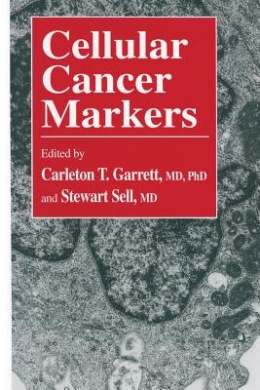 Cellular
Cancer
Markers
Edited by
Carleton T. Garrett, MD, PhD
and Stewart Sell, MD